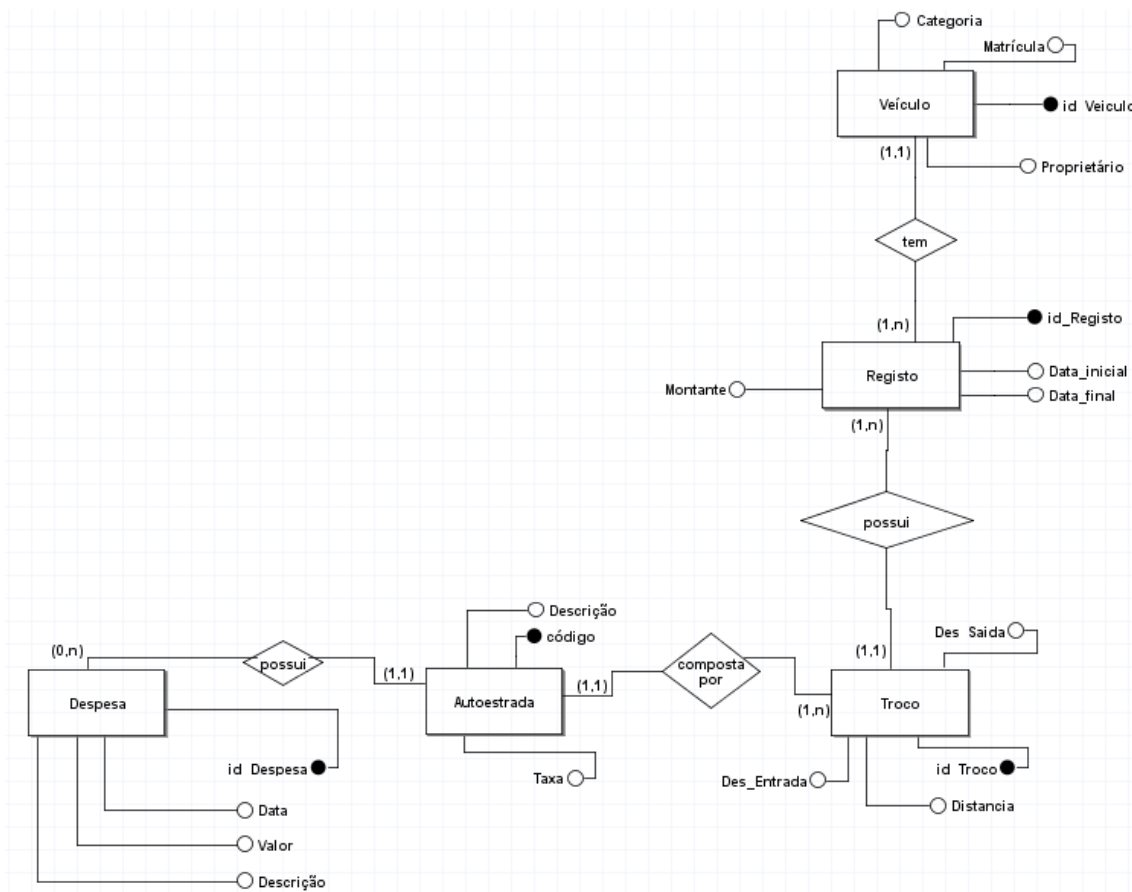 Categoria
Matrícula
Veículo
id Veiculo
(1,1)
Proprietário
tem
(1,n)
id_Registo
Registo
Data_inicial
Montante
Data_final
(1,n)
possui
Descrição
código
Des Saida
(0,n)
possui
(1,1)
(1,1)
composta
por
(1,1)
Despesa
Autoestrada
(1,n)
Troco
id Despesa
Taxa
Des_Entrada
id Troco
Distancia
Data
Valor
Descrição